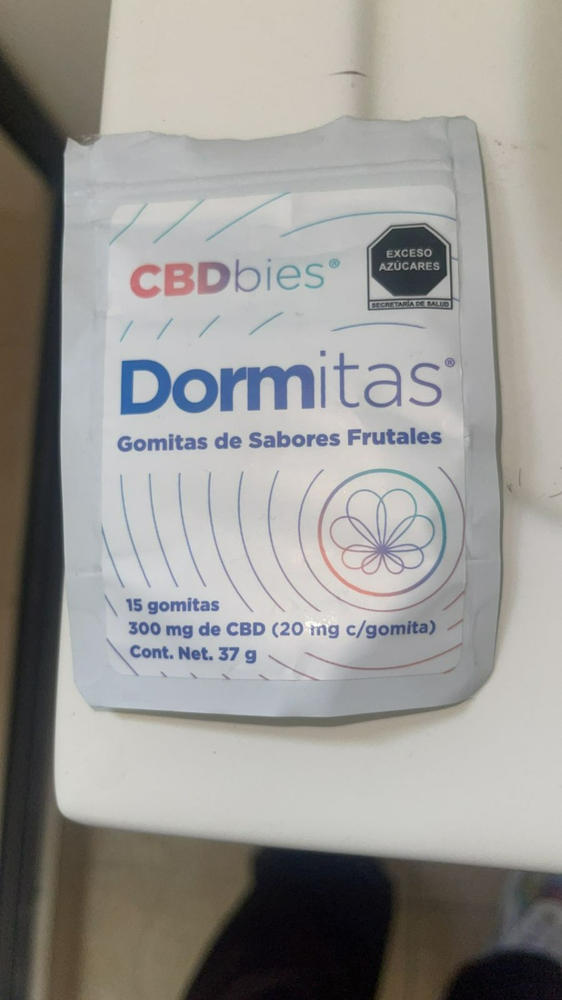 CBDbies®
EXCESO
AZÚCARES
SECRETARÍA DE SALUD
Dormitas®
Gomitas de Sabores Frutales
15 gomitas
300 mg de CBD (20 mg c/gomita)
Cont. Net. 37 g